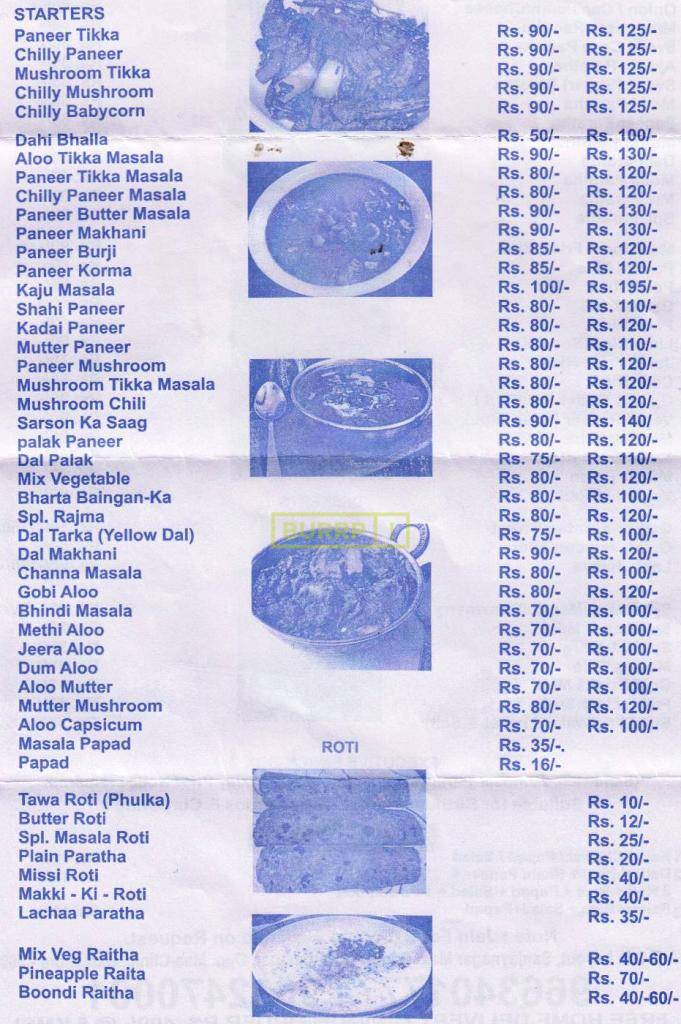 STARTERS
Paneer Tikka Rs. 90/- Rs. 125/-
Chilly Paneer Rs. 90/- Rs. 125/-
Mushroom Tikka Rs. 90/- Rs. 125/-
Chilly Mushroom Rs. 90/- Rs. 125/-
Chilly Babycorn Rs. 90/- Rs. 125/-
Dahi Bhalla Rs. 50/- Rs. 100/-
Aloo Tikka Masala Rs. 90/- Rs. 130/-
Paneer Tikka Masala Rs. 80/- Rs. 120/-
Chilly Paneer Masala Rs. 80/- Rs. 120/-
Paneer Butter Masala Rs. 90/- Rs. 130/-
Paneer Makhani Rs. 90/- Rs. 130/-
Paneer Burji Rs. 85/- Rs. 120/-
Paneer Korma Rs. 85/- Rs. 120/-
Kaju Masala Rs. 100/- Rs. 195/-
Shahi Paneer Rs. 80/- Rs. 110/-
Kadai Paneer Rs. 80/- Rs. 120/-
Mutter Paneer Rs. 80/- Rs. 110/-
Paneer Mushroom Rs. 80/- Rs. 120/-
Mushroom Tikka Masala Rs. 80/- Rs. 120/-
Mushroom Chili Rs. 80/- Rs. 120/-
Sarson Ka Saag Rs. 90/- Rs. 140/
palak Paneer Rs. 80/- Rs. 120/-
Dal Palak Rs. 75/- Rs. 110/-
Mix Vegetable Rs. 80/- Rs. 120/-
Bharta Baingan-Ka Rs. 80/- Rs. 100/-
Spl. Rajma Rs. 80/- Rs. 120/-
Dal Tarka (Yellow Dal) Rs. 75/- Rs. 100/-
BURRP !
Dal Makhani Rs. 90/- Rs. 120/-
Channa Masala Rs. 80/- Rs. 100/-
Gobi Aloo Rs. 80/- Rs. 120/-
Bhindi Masala Rs. 70/- Rs. 100/-
Methi Aloo Rs. 70/- Rs. 100/-
Jeera Aloo Rs. 70/- Rs. 100/-
Dum Aloo Rs. 70/- Rs. 100/-
Aloo Mutter Rs. 70/- Rs. 100/-
Mutter Mushroom Rs. 80/- Rs. 120/-
Aloo Capsicum Rs. 70/- Rs. 100/-
Masala Papad Rs. 35/-.
Papad Rs. 16/-
ROTI
Tawa Roti (Phulka) Rs. 10/-
Butter Roti Rs. 12/-
Spl. Masala Roti Rs. 25/-
Plain Paratha Rs. 20/-
Missi Roti Rs. 40/-
Makki - Ki - Roti Rs. 40/-
Lachaa Paratha Rs. 35/-
Mix Veg Raitha Rs. 40/-60/-
Pineapple Raita Rs. 70/-
Boondi Raitha Rs. 40/-60/-